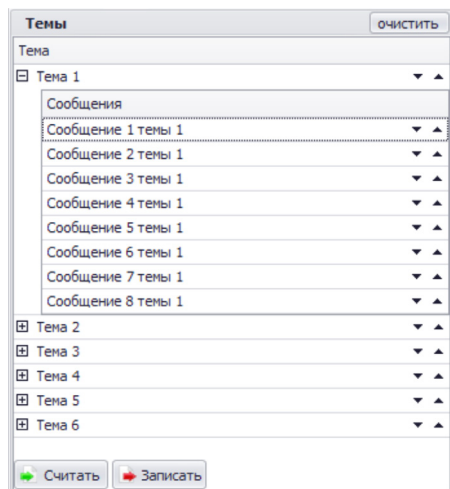 Темы очистить
Тема
Тема 1
Сообщения
Сообщение 1 темы 1
Сообщение 2 темы 1
Сообщение 3 темы 1
Сообщение 4 темы 1
Сообщение 5 темы 1
Сообщение 6 темы 1
Сообщение 7 темы 1
Сообщение 8 темы 1
Тема 2
Тема 3
Тема 4
Тема 5
Тема 6
Считать Записать